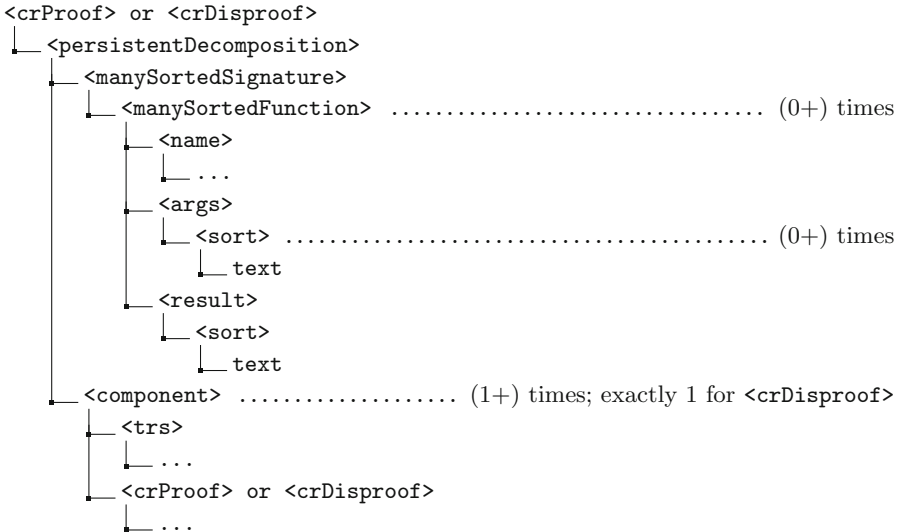 <crProof> or <crDisproof>
<persistentDecomposition>
<manySortedSignature>
<manySortedFunction> .................................. (0+) times
<name>
...
<args>
<sort> ............................................ (0+) times
text
<result>
<sort>
text
<component> .................... (1+) times; exactly 1 for <crDisproof>
<trs>
...
<crProof> or <crDisproof>
...